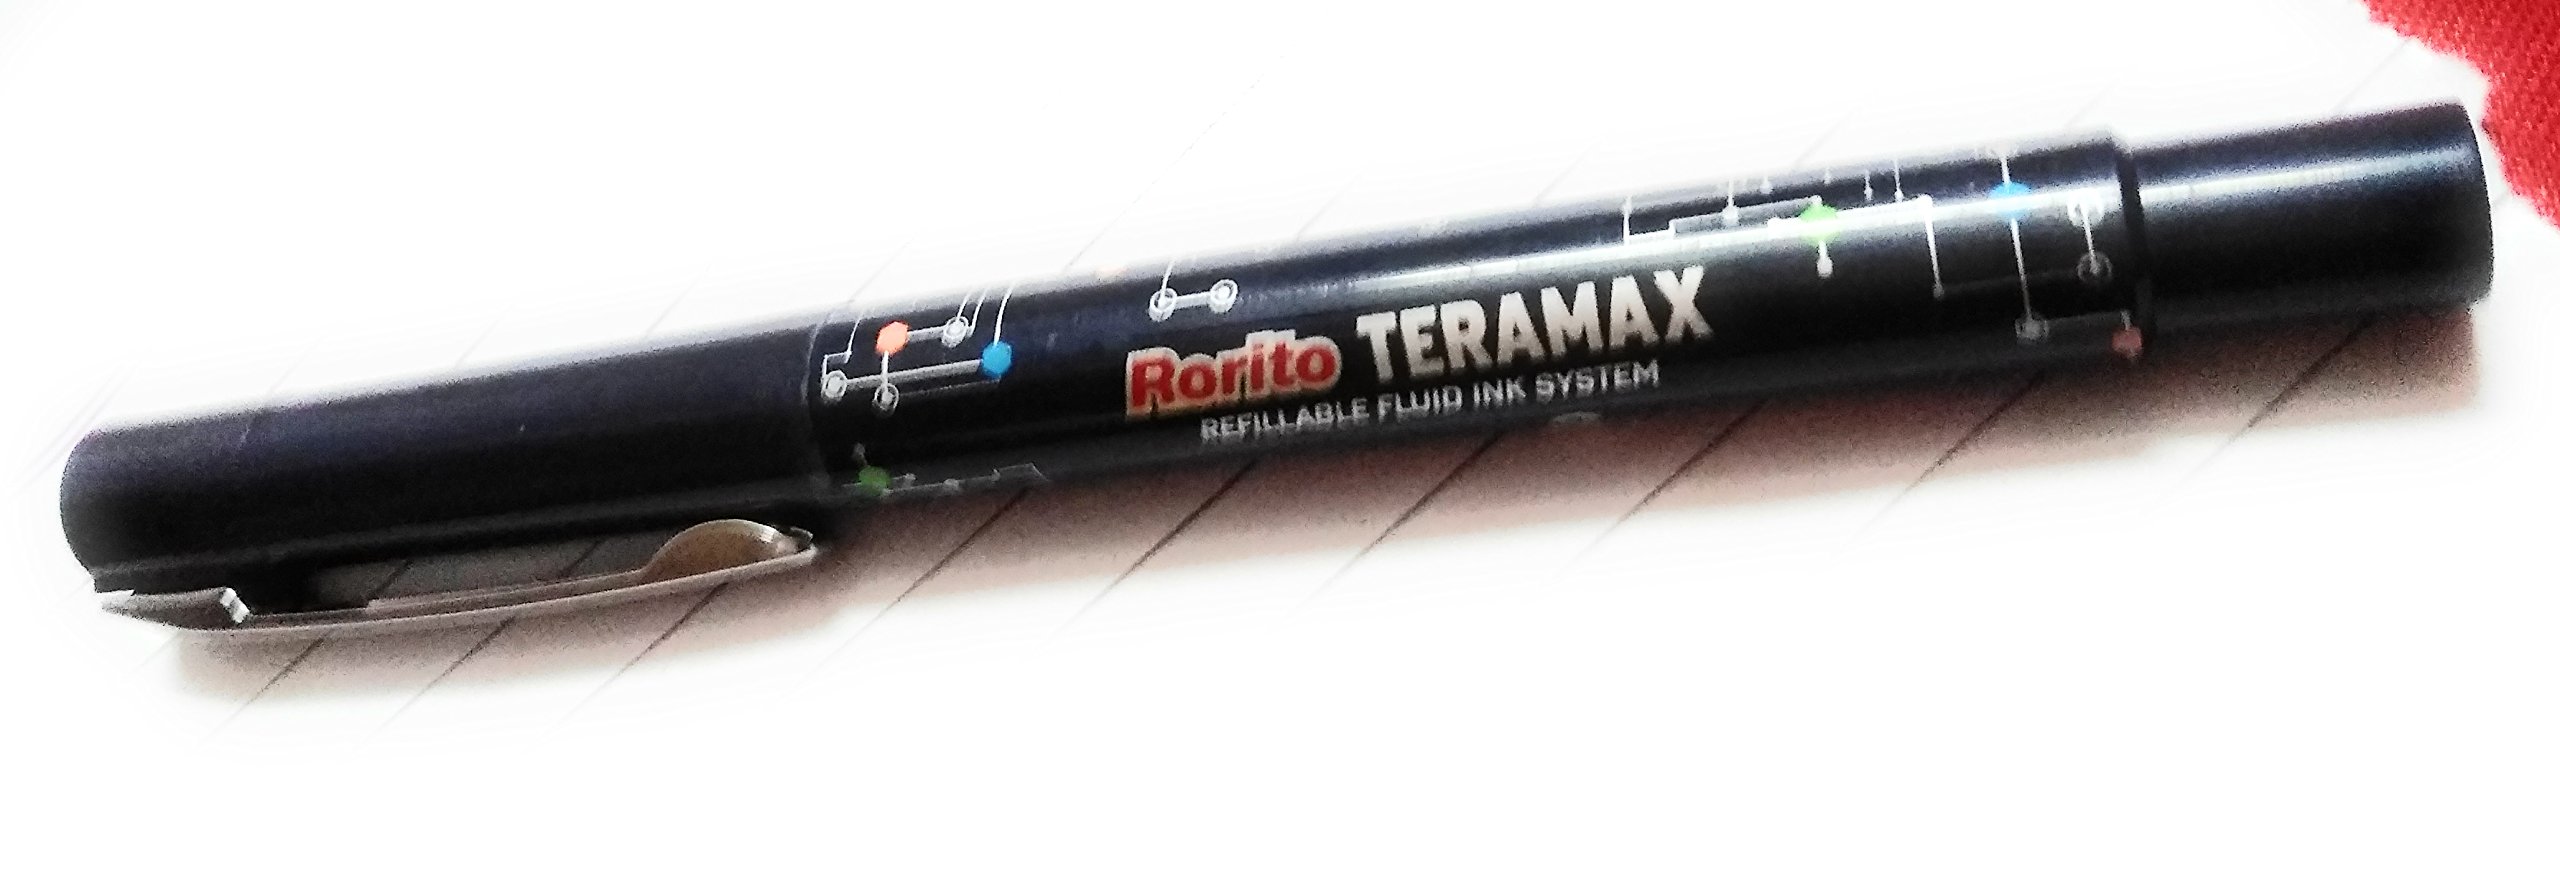 Rorito TERAMAX
REFILLABLE FLUID INK SYSTEM